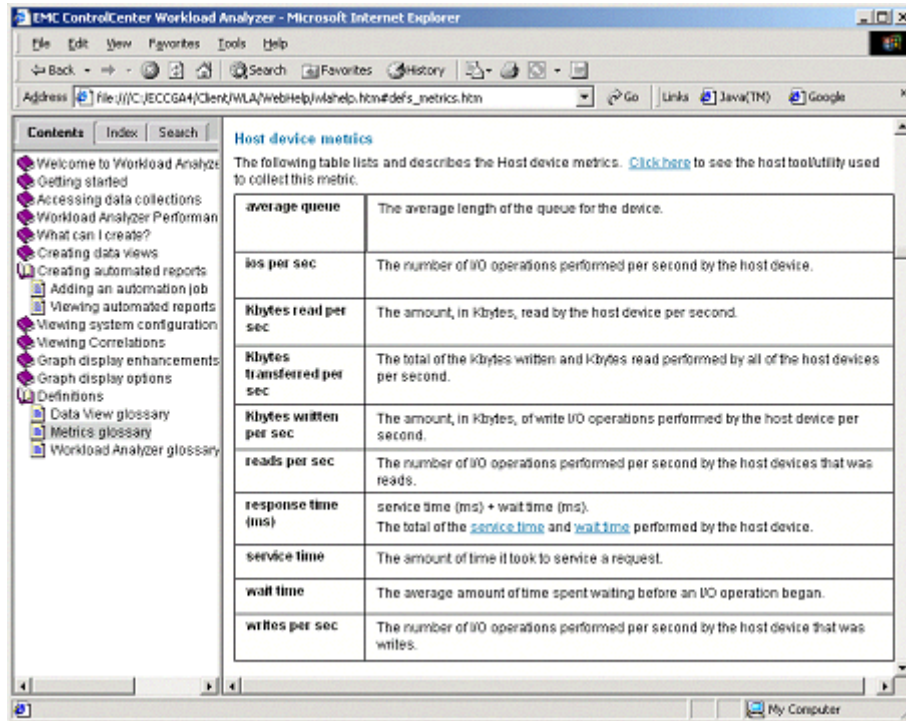 EMC ControlCenter Workload Analyzer - Microsoft Internet Explorer
File Edit View Favorites Tools Help
Back Search Favorites History
Address file:///C:/ECCGA4/Client/WLA/WebHelp/wlahelp.htm#defs_metrics.htm Go Links Java(TM) Google
Contents Index Search
Welcome to Workload Analyze
Getting started
Accessing data collections
Workload Analyzer Performan
What can I create?
Creating data views
Creating automated reports
Adding an automation job
Viewing automated reports
Viewing system configuration
Viewing Correlations
Graph display enhancements
Graph display options
Definitions
Data View glossary
Metrics glossary
Workload Analyzer glossary
Host device metrics
The following table lists and describes the Host device metrics. Click here to see the host tool/utility used
to collect this metric.
average queue The average length of the queue for the device.
ios per sec The number of I/O operations performed per second by the host device.
Kbytes read per
sec
The amount, in Kbytes, read by the host device per second.
Kbytes
transferred per
sec
The total of the Kbytes written and Kbytes read performed by all of the host devices
per second.
Kbytes written
per sec
The amount, in Kbytes, of write I/O operations performed by the host device per
second.
reads per sec
The number of I/O operations performed per second by the host devices that was
reads.
response time
(ms)
service time (ms) + wait time (ms).
The total of the service time and wait time performed by the host device.
service time The amount of time it took to service a request.
wait time The average amount of time spent waiting before an I/O operation began.
writes per sec
The number of I/O operations performed per second by the host device that was
writes.
My Computer